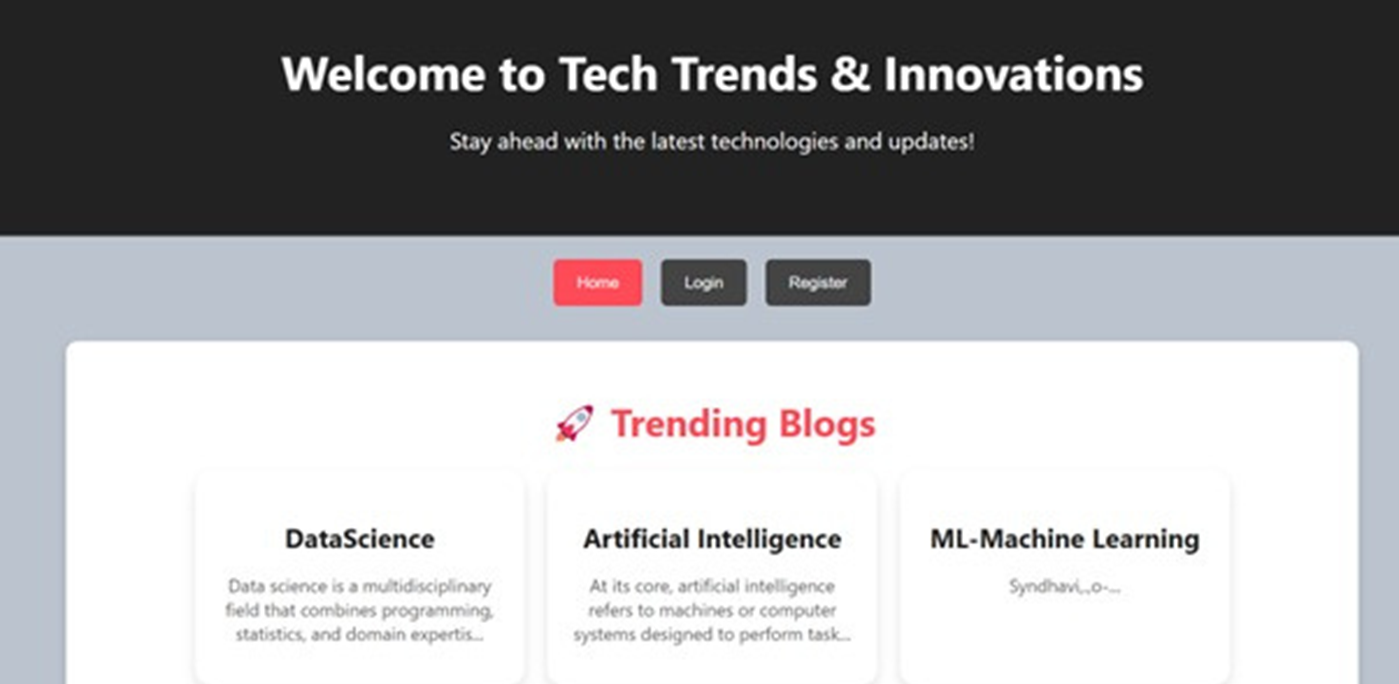 Welcome to Tech Trends & Innovations
Stay ahead with the latest technologies and updates!
Home
Login
Register
🚀 Trending Blogs
DataScience
Data science is a multidisciplinary
field that combines programming,
statistics, and domain expertis...
Artificial Intelligence
At its core, artificial intelligence
refers to machines or computer
systems designed to perform task...
ML-Machine Learning
Syndhavi,.,o-...